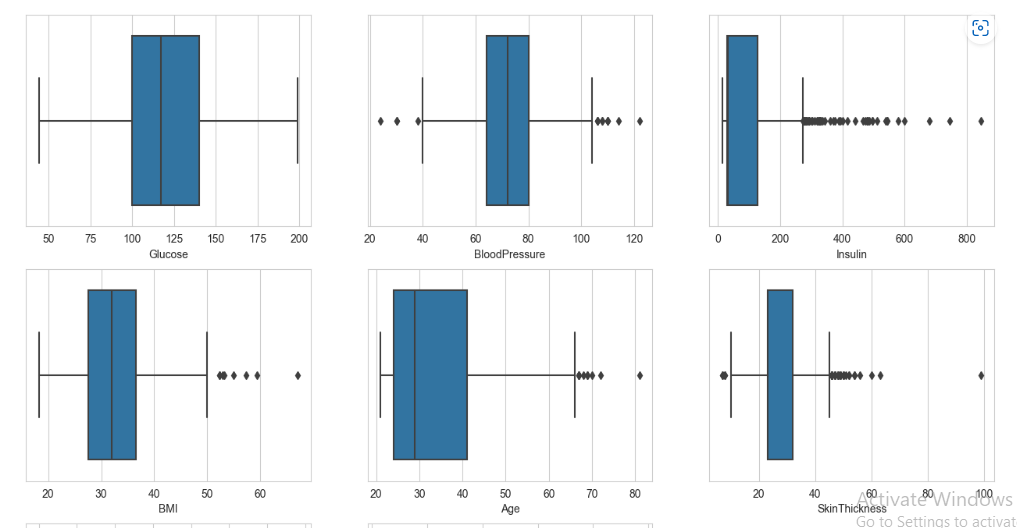 50 75 100 125 150 175 200
Glucose
20 40 60 80 100 120
BloodPressure
0 200 400 600 800
Insulin
20 30 40 50 60
BMI
20 30 40 50 60 70 80
Age
20 40 60 80 100
SkinThickness
Activate Windows
Go to Settings to activat